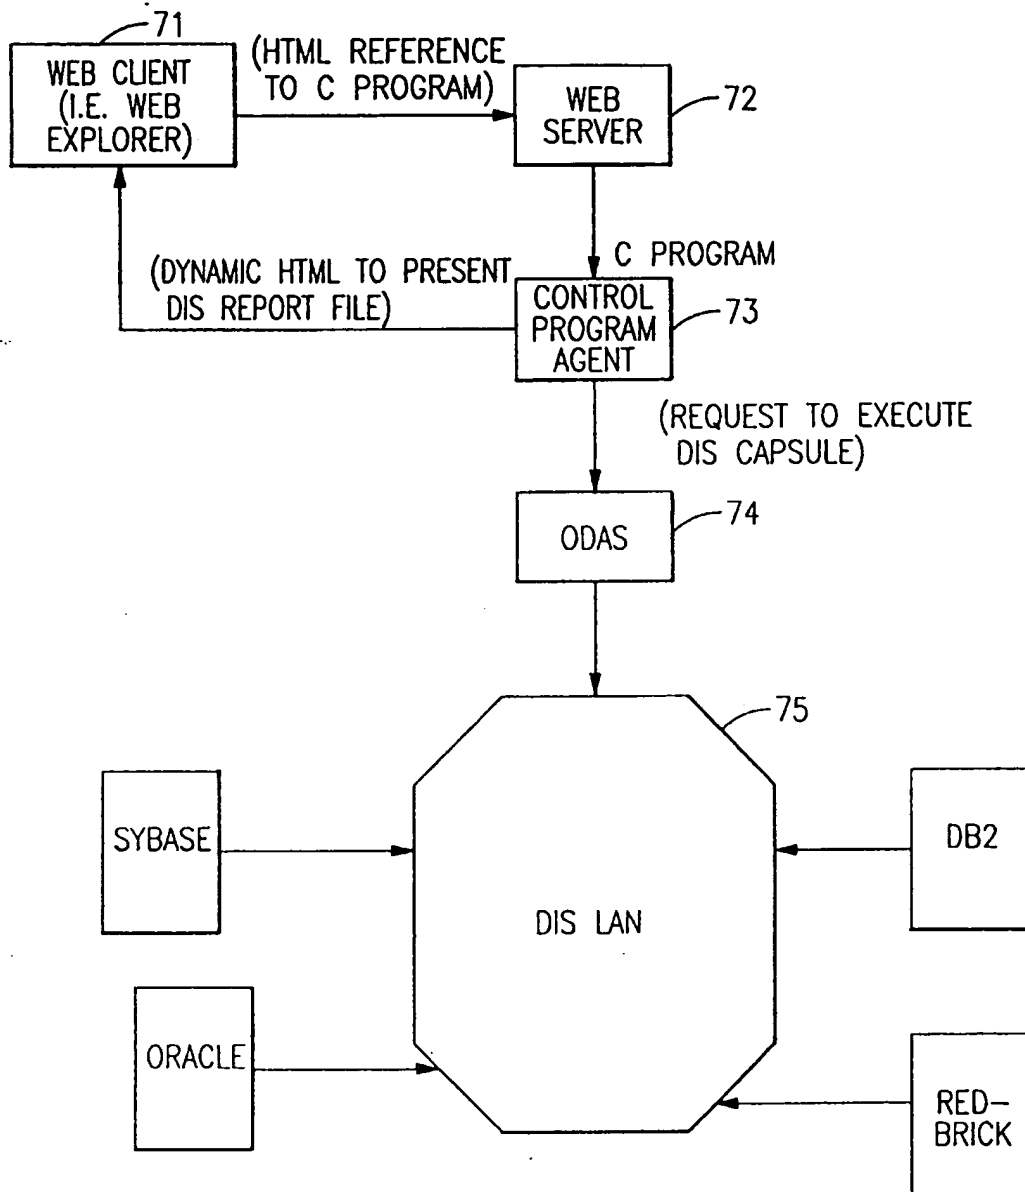 71
WEB CLIENT
(I.E. WEB
EXPLORER)
(HTML REFERENCE
TO C PROGRAM)
WEB
SERVER
72
C PROGRAM
(DYNAMIC HTML TO PRESENT
DIS REPORT FILE)
CONTROL
PROGRAM
AGENT
73
(REQUEST TO EXECUTE
DIS CAPSULE)
ODAS
74
75
SYBASE
DB2
DIS LAN
ORACLE
RED-
BRICK